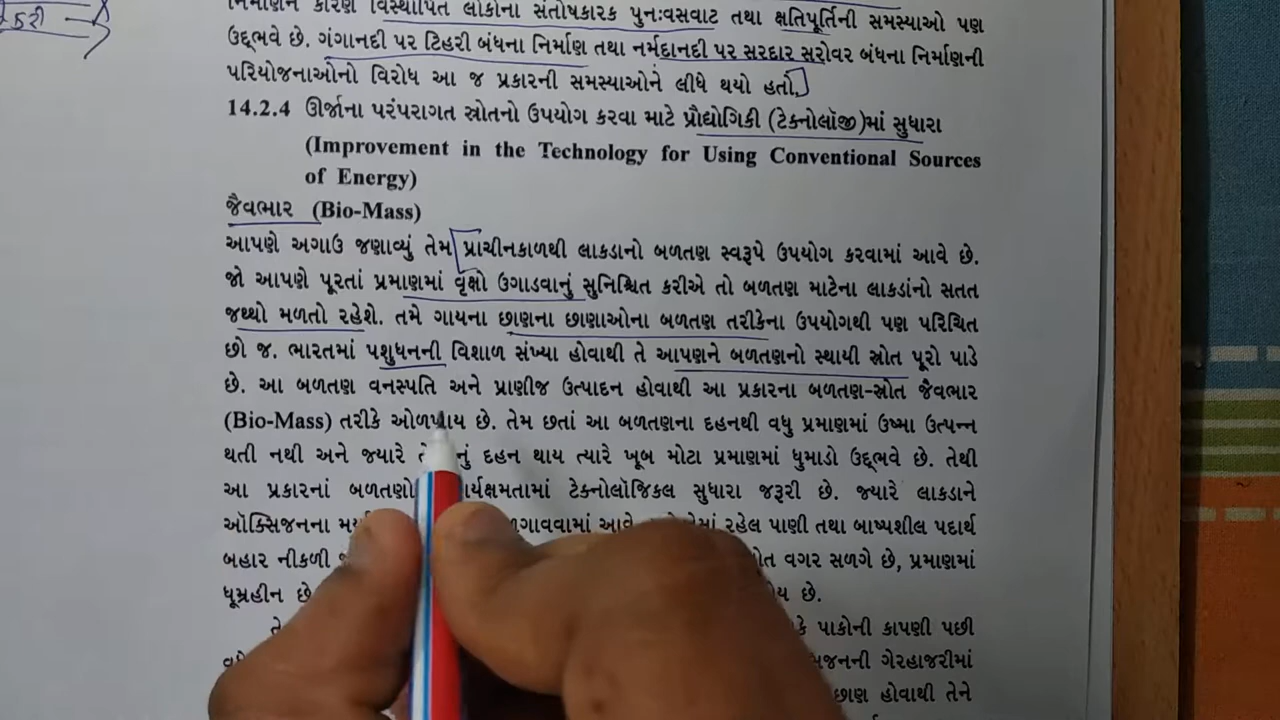 કરી
નિર્માણને કારણે વિસ્થાપિત લોકોના સંતોષકારક પુનઃવસવાટ તથા ક્ષતિપૂર્તિની સમસ્યાઓ પણ
ઉદ્ભવે છે. ગંગાનદી પર ટિહરી બંધના નિર્માણ તથા નર્મદાનદી પર સરદાર સરોવર બંધના નિર્માણની
પરિયોજનાઓનો વિરોધ આ જ પ્રકારની સમસ્યાઓને લીધે થયો હતો.
14.2.4 ઊર્જાના પરંપરાગત સ્રોતનો ઉપયોગ કરવા માટે પ્રૌદ્યોગિકી (ટેક્નોલૉજી)માં સુધારા
(Improvement in the Technology for Using Conventional Sources
of Energy)
જૈવભાર (Bio-Mass)
આપણે અગાઉ જણાવ્યું તેમ પ્રાચીનકાળથી લાકડાનો બળતણ સ્વરૂપે ઉપયોગ કરવામાં આવે છે.
જો આપણે પૂરતાં પ્રમાણમાં વૃક્ષો ઉગાડવાનું સુનિશ્ચિત કરીએ તો બળતણ માટેના લાકડાંનો સતત
જથ્થો મળતો રહેશે. તમે ગાયના છાણના છાણાઓના બળતણ તરીકેના ઉપયોગથી પણ પરિચિત
છો જ. ભારતમાં પશુધનની વિશાળ સંખ્યા હોવાથી તે આપણને બળતણનો સ્થાયી સ્રોત પૂરો પાડે
છે. આ બળતણ વનસ્પતિ અને પ્રાણીજ ઉત્પાદન હોવાથી આ પ્રકારના બળતણ-સ્રોત જૈવભાર
(Bio-Mass) તરીકે ઓળખાય છે. તેમ છતાં આ બળતણના દહનથી વધુ પ્રમાણમાં ઉષ્મા ઉત્પન્ન
થતી નથી અને જ્યારે દહન થાય ત્યારે ખૂબ મોટા પ્રમાણમાં ધુમાડો ઉદ્ભવે છે. તેથી
આ પ્રકારનાં ટેક્નોલૉજિકલ સુધારા જરૂરી છે. જ્યારે લાકડાને
ઑક્સિજનના રહેલ પાણી તથા બાષ્પશીલ પદાર્થ
બહાર નીકળી વગર સળગે છે, પ્રમાણમાં
ધૂમ્રહીન છે છે.
પાકોની કાપણી પછી
ગેરહાજરીમાં
છાણ હોવાથી તેને